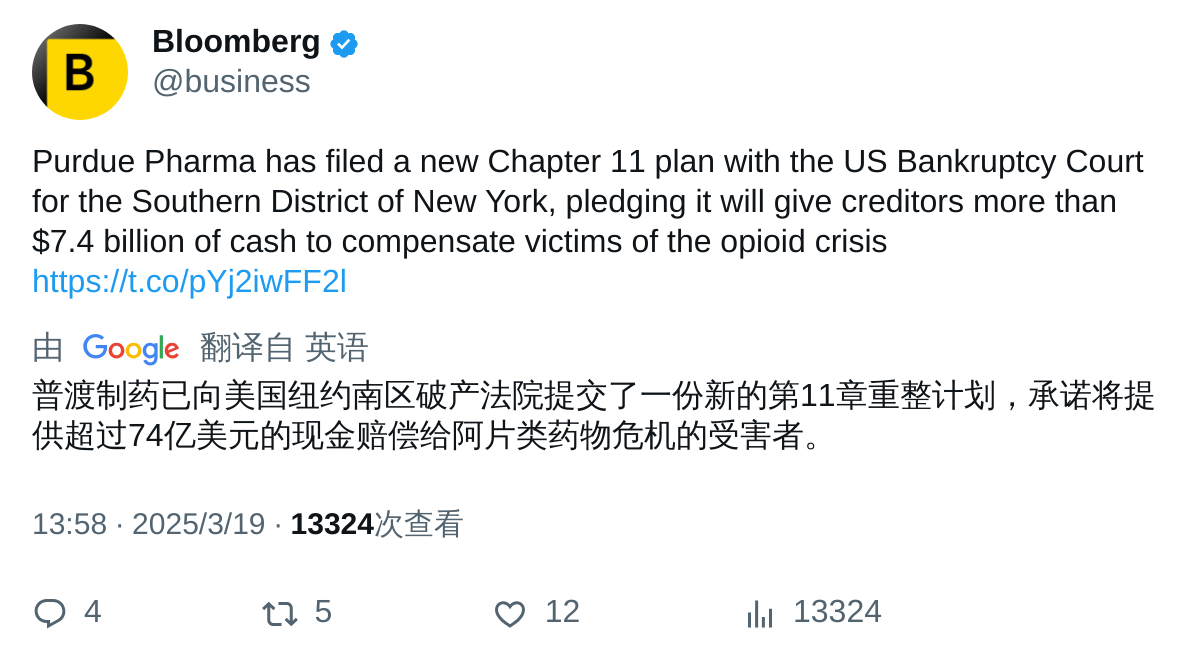 B
Bloomberg
@business
Purdue Pharma has filed a new Chapter 11 plan with the US Bankruptcy Court
for the Southern District of New York, pledging it will give creditors more than
$7.4 billion of cash to compensate victims of the opioid crisis
https://t.co/pYj2iwFF2l
由 Google 翻译自 英语
普渡制药已向美国纽约南区破产法院提交了一份新的第11章重整计划，承诺将提
供超过74亿美元的现金赔偿给阿片类药物危机的受害者。
13:58 · 2025/3/19 · 13324次查看
4 5 12 13324